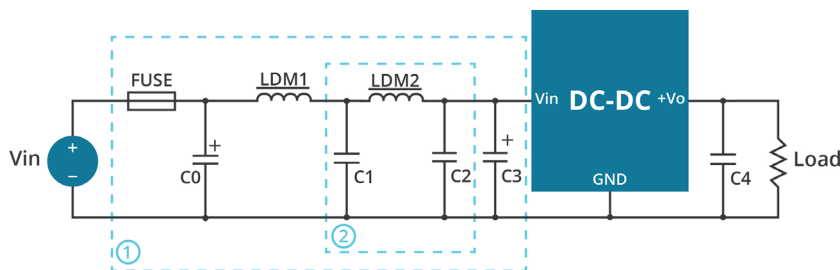 FUSE
LDM1
LDM2
Vin
+
−
+
C0
C1
C2
+
C3
Vin
DC-DC
+Vo
GND
C4
Load
1
2